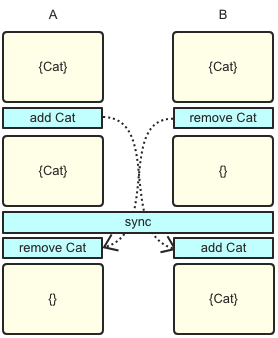 A B
{Cat} {Cat}
add Cat remove Cat
{Cat} {}
sync
remove Cat add Cat
{} {Cat}